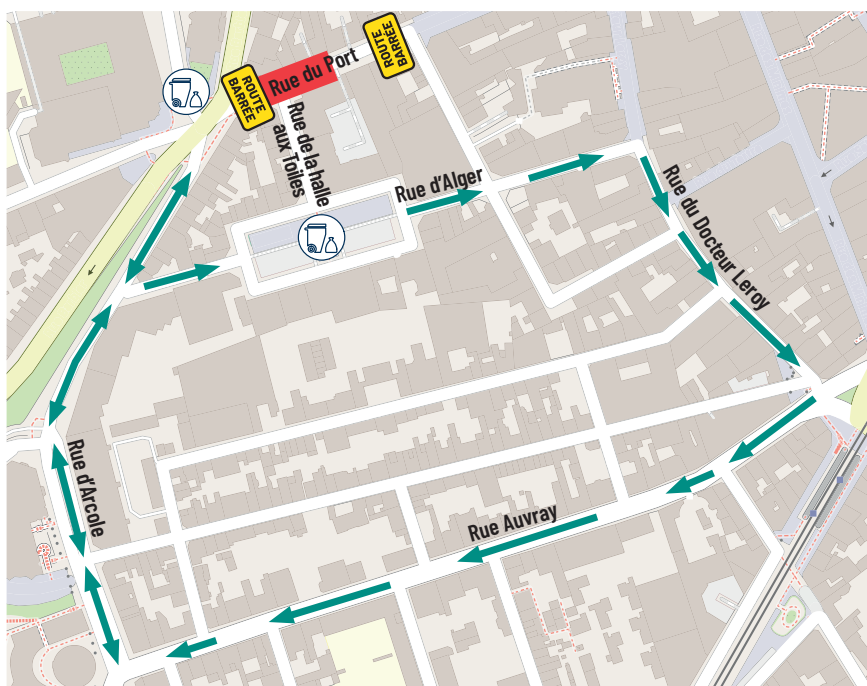 ROUTE
BARRÉE
Rue du Port
ROUTE
BARRÉE
Rue de la halle
aux Toiles
Rue d'Alger
Rue du Docteur Leroy
Rue d'Arcole
Rue Auvray